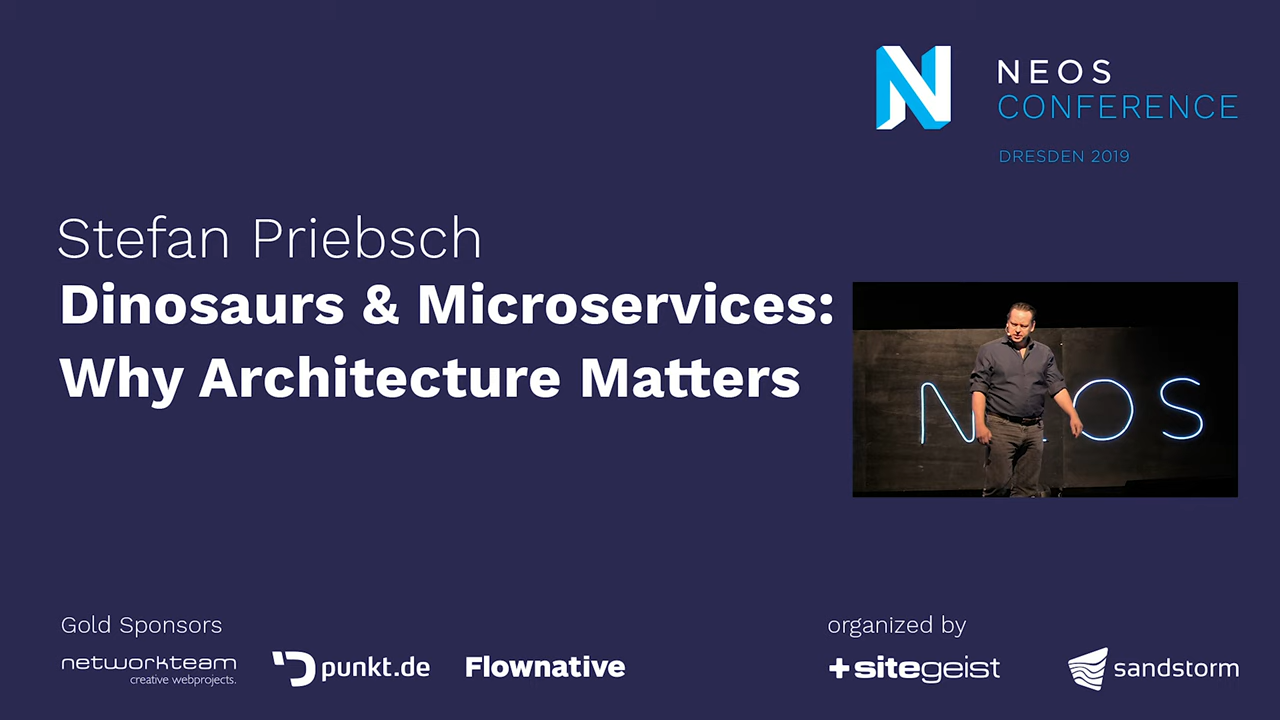 NEOS
CONFERENCE
DRESDEN 2019
Stefan Priebsch
Dinosaurs & Microservices:
Why Architecture Matters
NEOS
Gold Sponsors
organized by
networkteam
creative webprojects.
punkt.de
Flownative
+sitegeist
sandstorm